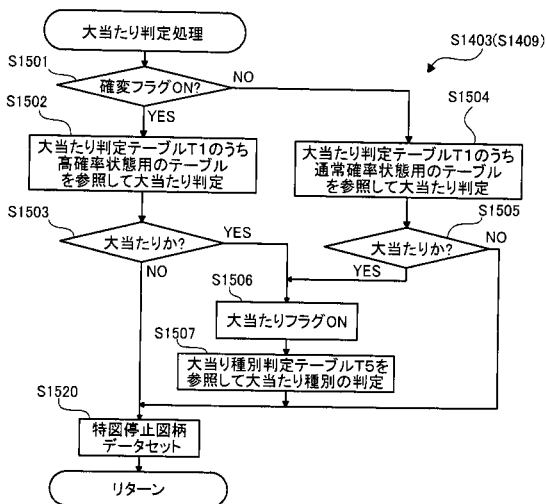 大当たり判定処理
S1403(S1409)
S1501
確変フラグON?
NO
YES
S1502
大当たり判定テーブルT1のうち
高確率状態用のテーブル
を参照して大当たり判定
S1504
大当たり判定テーブルT1のうち
通常確率状態用のテーブル
を参照して大当たり判定
S1503
大当たりか?
YES
NO
S1505
大当たりか?
NO
YES
S1506
大当たりフラグON
S1507
大当り種別判定テーブルT5を
参照して大当たり種別の判定
S1520
特図停止図柄
データセット
リターン